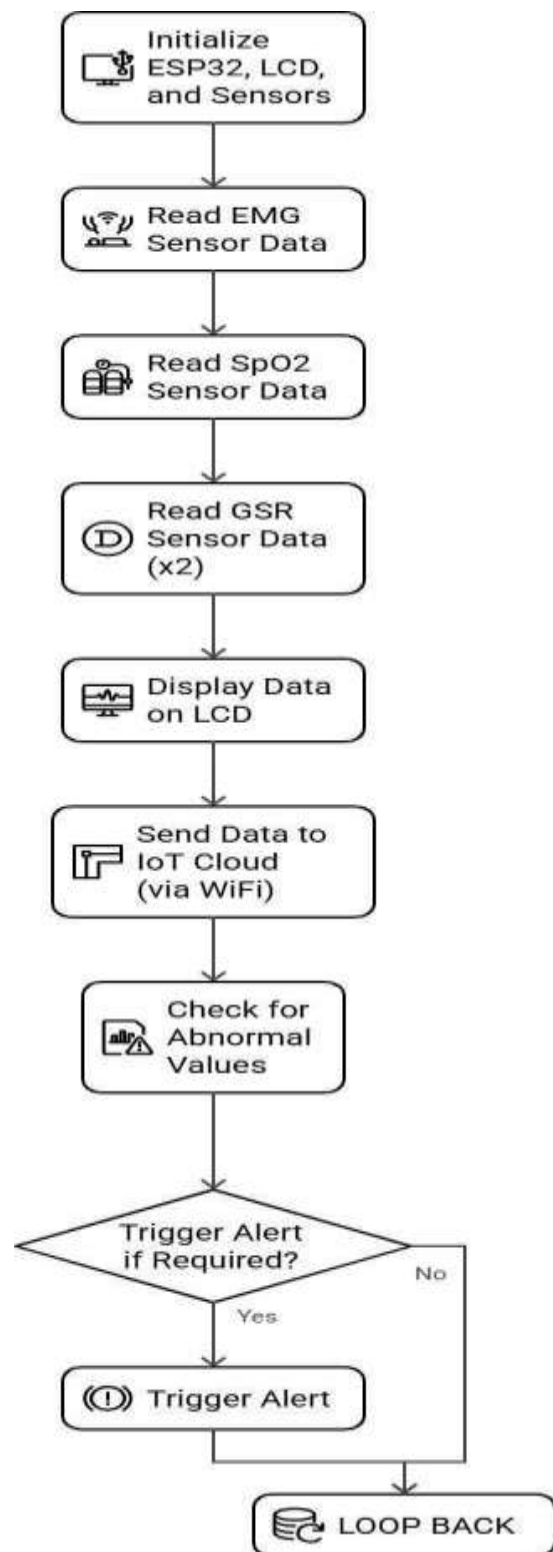 Initialize
ESP32, LCD,
and Sensors
Read EMG
Sensor Data
Read SpO2
Sensor Data
D
Read GSR
Sensor Data
(x2)
Display Data
on LCD
Send Data to
IoT Cloud
(via WiFi)
Check for
Abnormal
Values
Trigger Alert
if Required?
No
Yes
Trigger Alert
LOOP BACK